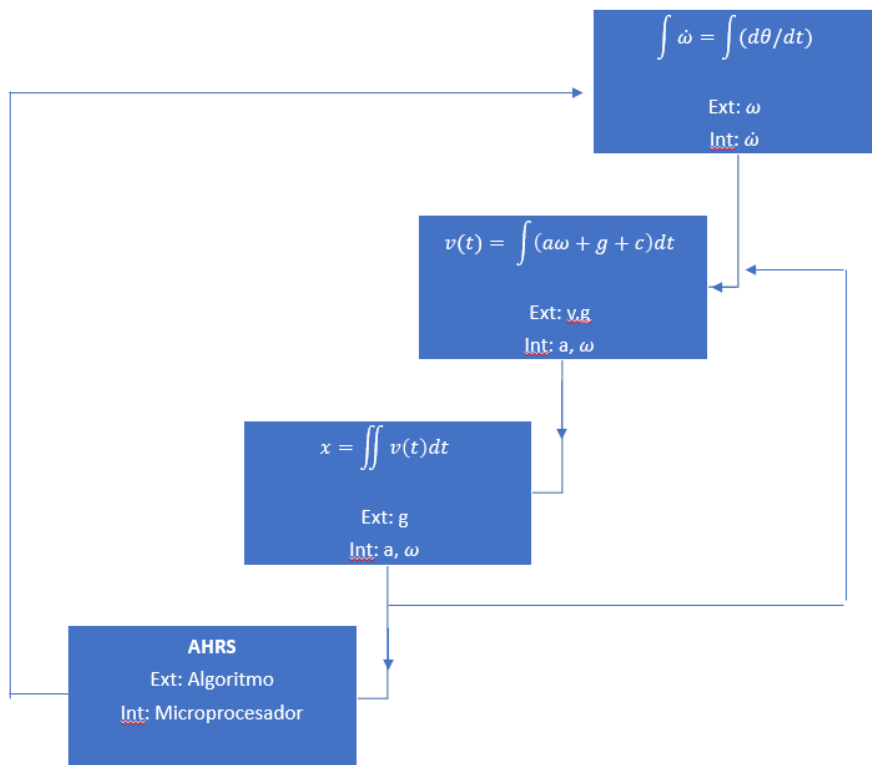 ∫ ω̇ = ∫(dθ/dt)
Ext: ω
Int: ω̇
v(t) = ∫(aω + g + c)dt
Ext: v,g
Int: a, ω
x = ∬ v(t)dt
Ext: g
Int: a, ω
AHRS
Ext: Algoritmo
Int: Microprocesador